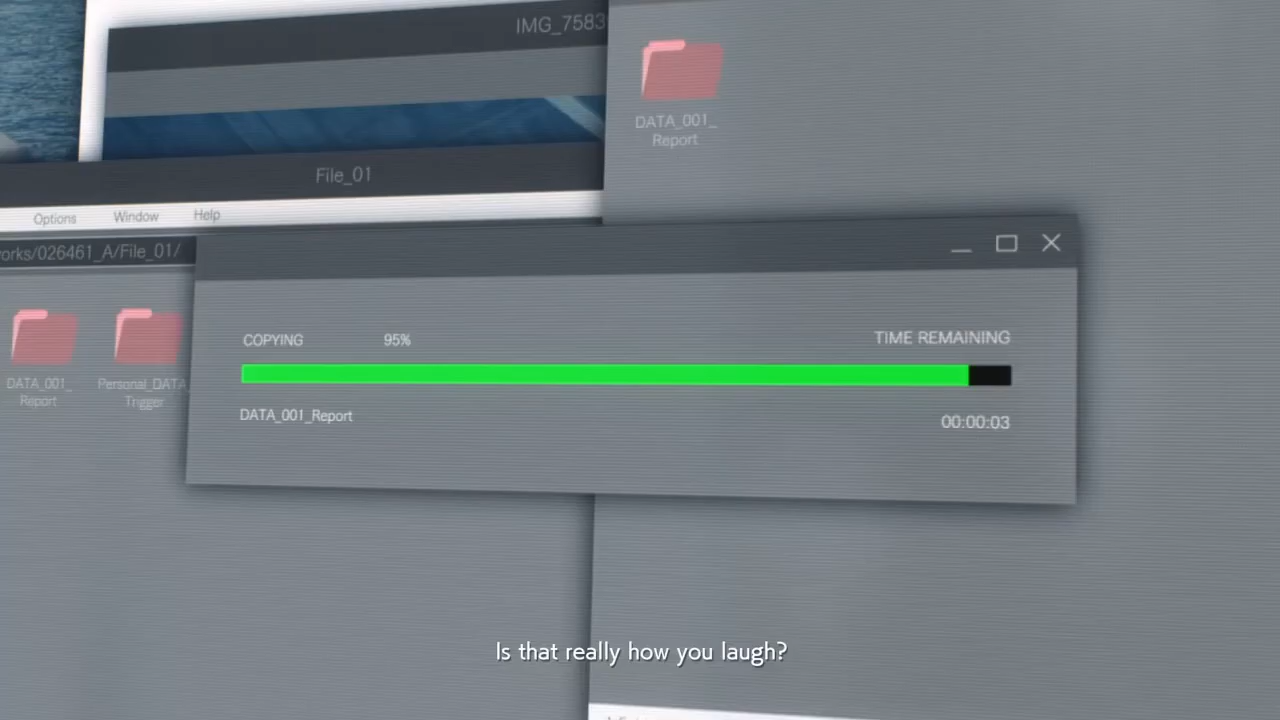 IMG_7583
DATA_001_
Report
File_01
Options Window Help
orks/026461_A/File_01/
DATA_001_
Report
Personal_DATA
Trigger
COPYING 95% TIME REMAINING
DATA_001_Report
00:00:03
Is that really how you laugh?